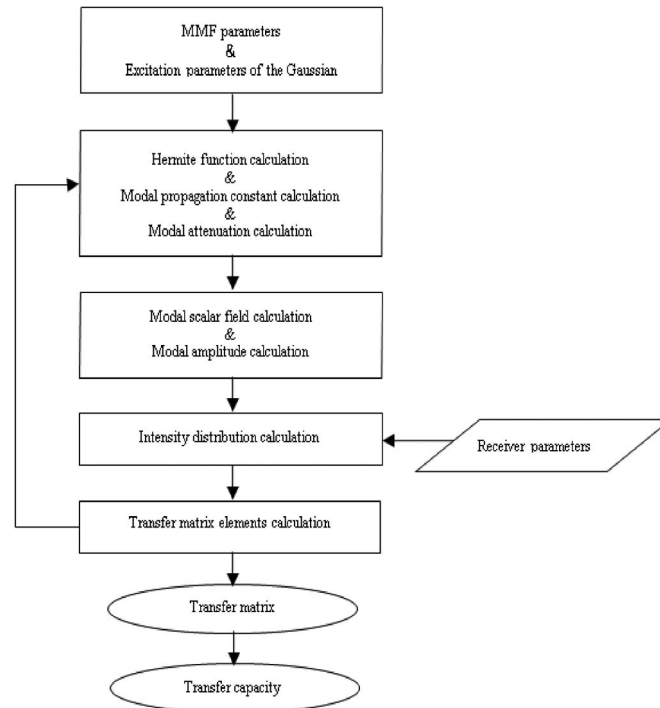 MMF parameters
&
Excitation parameters of the Gaussian
Hermite function calculation
&
Modal propagation constant calculation
&
Modal attenuation calculation
Modal scalar field calculation
&
Modal amplitude calculation
Intensity distribution calculation
Receiver parameters
Transfer matrix elements calculation
Transfer matrix
Transfer capacity